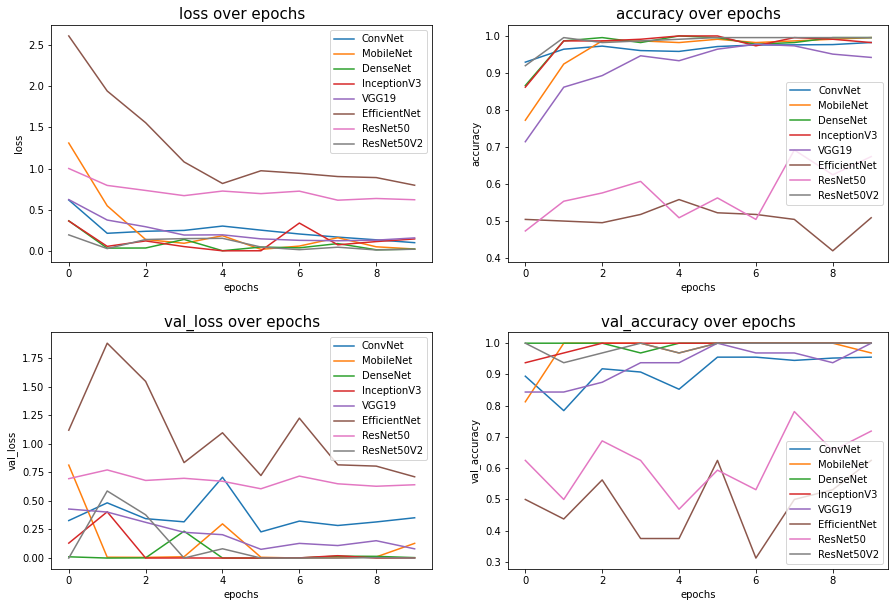 loss over epochs
2.5
2.0
1.5
1.0
0.5
0.0
loss
0
2
4
6
8
epochs
ConvNet
MobileNet
DenseNet
InceptionV3
VGG19
EfficientNet
ResNet50
ResNet50V2
accuracy over epochs
1.0
0.9
0.8
0.7
0.6
0.5
0.4
accuracy
0
2
4
6
8
epochs
ConvNet
MobileNet
DenseNet
InceptionV3
VGG19
EfficientNet
ResNet50
ResNet50V2
val_loss over epochs
1.75
1.50
1.25
1.00
0.75
0.50
0.25
0.00
val_loss
0
2
4
6
8
epochs
ConvNet
MobileNet
DenseNet
InceptionV3
VGG19
EfficientNet
ResNet50
ResNet50V2
val_accuracy over epochs
1.0
0.9
0.8
0.7
0.6
0.5
0.4
0.3
val_accuracy
0
2
4
6
8
epochs
ConvNet
MobileNet
DenseNet
InceptionV3
VGG19
EfficientNet
ResNet50
ResNet50V2